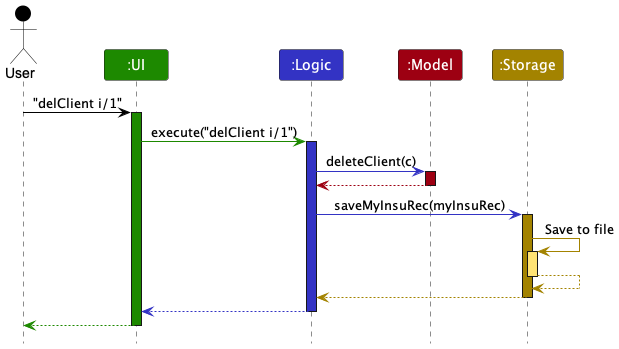 User
:UI
:Logic
:Model
:Storage
"delClient i/1"
execute("delClient i/1")
deleteClient(c)
saveMyInsuRec(myInsuRec)
Save to file